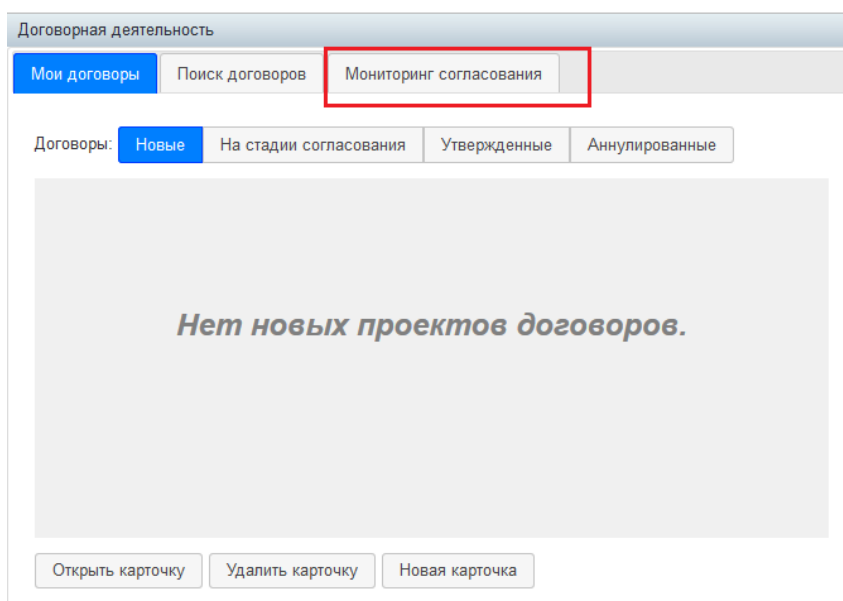 Договорная деятельность
Мои договоры Поиск договоров Мониторинг согласования
Договоры: Новые На стадии согласования Утвержденные Аннулированные
Нет новых проектов договоров.
Открыть карточку Удалить карточку Новая карточка